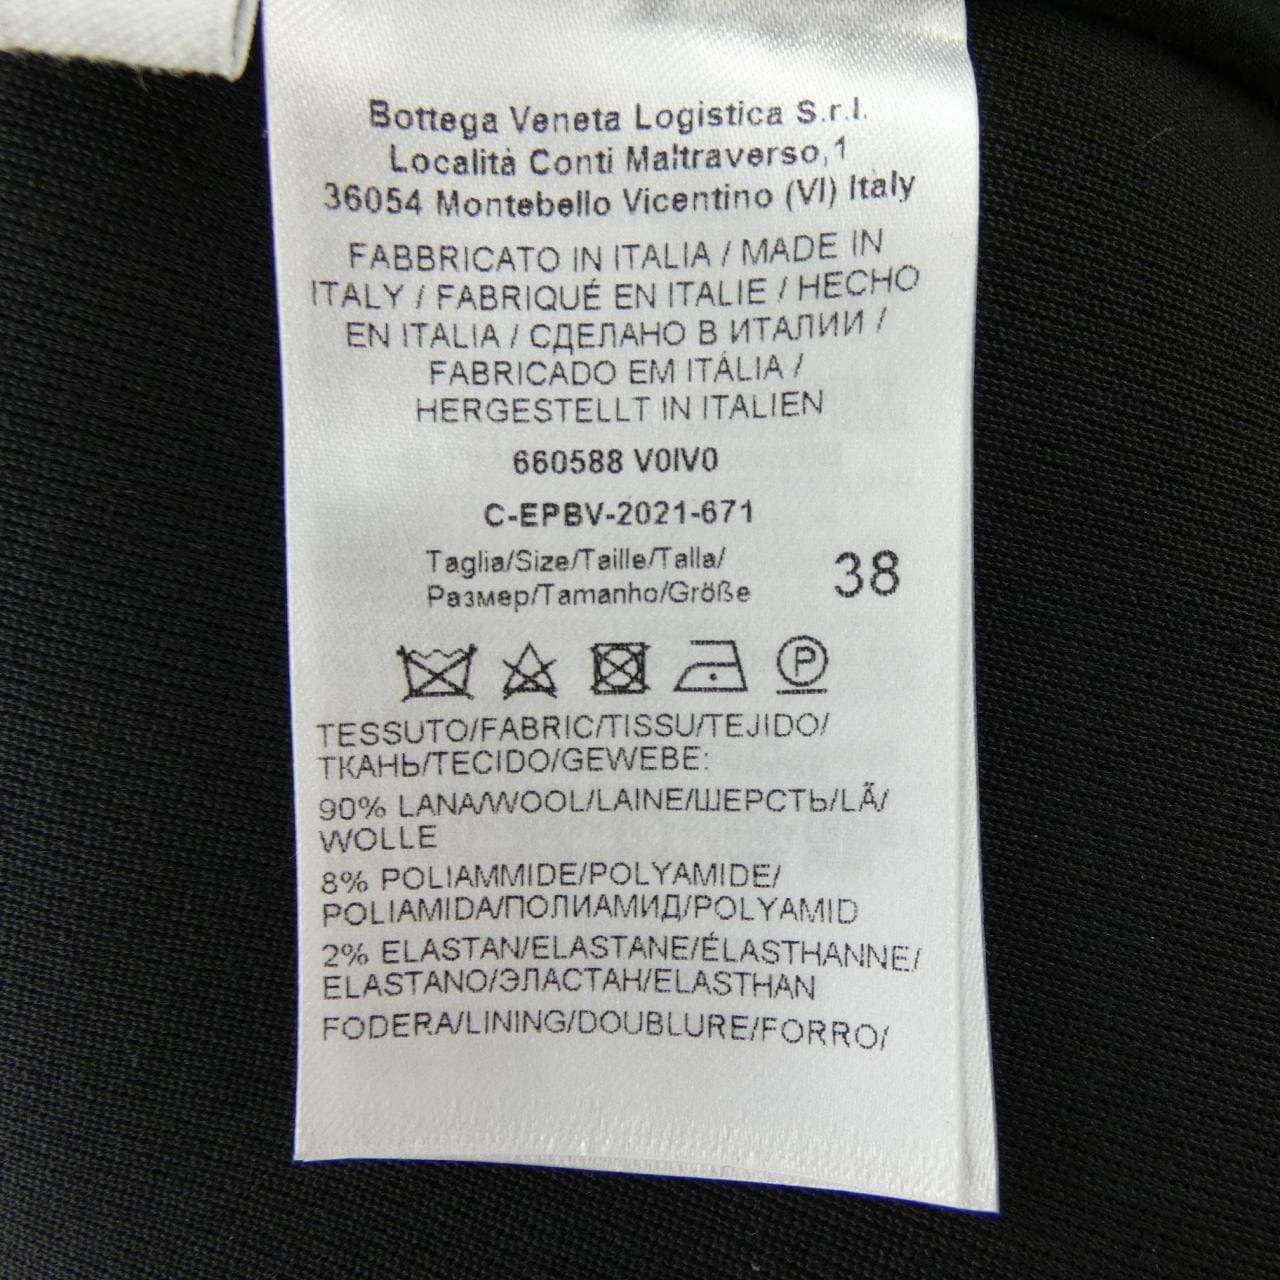 Bottega Veneta Logistica S.r.l.
Località Conti Maltraverso,1
36054 Montebello Vicentino (VI) Italy
FABBRICATO IN ITALIA / MADE IN
ITALY / FABRIQUÉ EN ITALIE / HECHO
EN ITALIA / СДЕЛАНО В ИТАЛИИ /
FABRICADO EM ITÁLIA /
HERGESTELLT IN ITALIEN
660588 V0IV0
C-EPBV-2021-671
Taglia/Size/Taille/Talla/
Размер/Tamanho/Größe 38
P
TESSUTO/FABRIC/TISSU/TEJIDO/
ТКАНЬ/TECIDO/GEWEBE:
90% LANA/WOOL/LAINE/ШЕРСТЬ/LÃ/
WOLLE
8% POLIAMMIDE/POLYAMIDE/
POLIAMIDA/ПОЛИАМИД/POLYAMID
2% ELASTAN/ELASTANE/ÉLASTHANNE/
ELASTANO/ЭЛАСТАН/ELASTHAN
FODERA/LINING/DOUBLURE/FORRO/